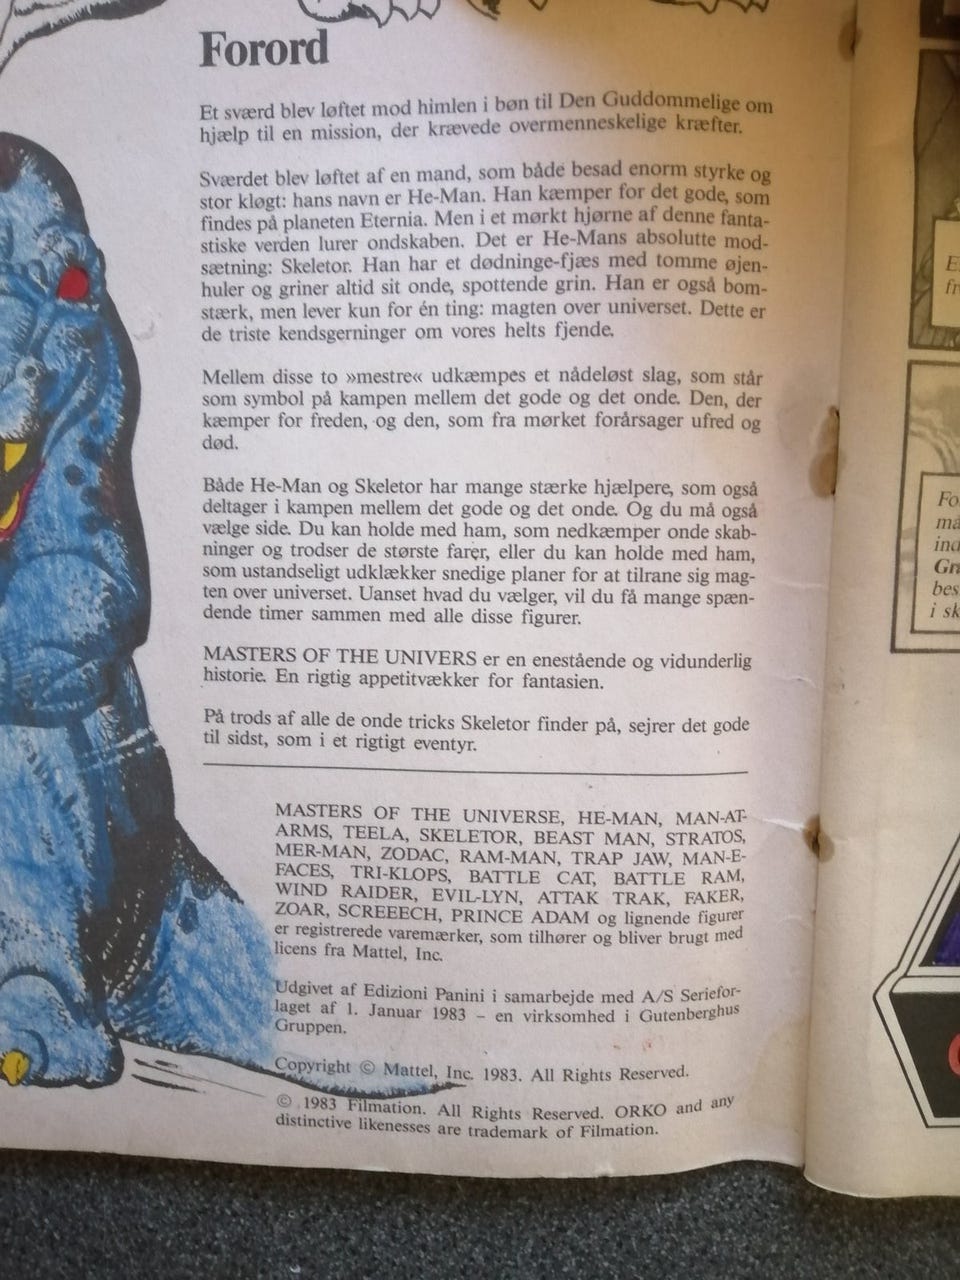 Forord
Et sværd blev løftet mod himlen i bøn til Den Guddommelige om
hjælp til en mission, der krævede overmenneskelige kræfter.
Sværdet blev løftet af en mand, som både besad enorm styrke og
stor kløgt: hans navn er He-Man. Han kæmper for det gode, som
findes på planeten Eternia. Men i et mørkt hjørne af denne fanta-
stiske verden lurer ondskaben. Det er He-Mans absolutte mod-
sætning: Skeletor. Han har et dødninge-fjæs med tomme øjen-
huler og griner altid sit onde, spottende grin. Han er også bom-
stærk, men lever kun for én ting: magten over universet. Dette er
de triste kendsgerninger om vores helts fjende.
Mellem disse to »mestre« udkæmpes et nådeløst slag, som står
som symbol på kampen mellem det gode og det onde. Den, der
kæmper for freden, og den, som fra mørket forårsager ufred og
død.
Både He-Man og Skeletor har mange stærke hjælpere, som også
deltager i kampen mellem det gode og det onde. Og du må også
vælge side. Du kan holde med ham, som nedkæmper onde skab-
ninger og trodser de største farer, eller du kan holde med ham,
som ustandseligt udklækker snedige planer for at tilrane sig mag-
ten over universet. Uanset hvad du vælger, vil du få mange spæn-
dende timer sammen med alle disse figurer.
MASTERS OF THE UNIVERS er en enestående og vidunderlig
historie. En rigtig appetitvækker for fantasien.
På trods af alle de onde tricks Skeletor finder på, sejrer det gode
til sidst, som i et rigtigt eventyr.
MASTERS OF THE UNIVERSE, HE-MAN, MAN-AT-
ARMS, TEELA, SKELETOR, BEAST MAN, STRATOS,
MER-MAN, ZODAC, RAM-MAN, TRAP JAW, MAN-E-
FACES, TRI-KLOPS, BATTLE CAT, BATTLE RAM,
WIND RAIDER, EVIL-LYN, ATTAK TRAK, FAKER,
ZOAR, SCREEECH, PRINCE ADAM og lignende figurer
er registrerede varemærker, som tilhører og bliver brugt med
licens fra Mattel, Inc.
Udgivet af Edizioni Panini i samarbejde med A/S Seriefor-
laget af 1. Januar 1983 – en virksomhed i Gutenberghus
Gruppen.
Copyright © Mattel, Inc. 1983. All Rights Reserved.
© 1983 Filmation. All Rights Reserved. ORKO and any
distinctive likenesses are trademark of Filmation.
i sk